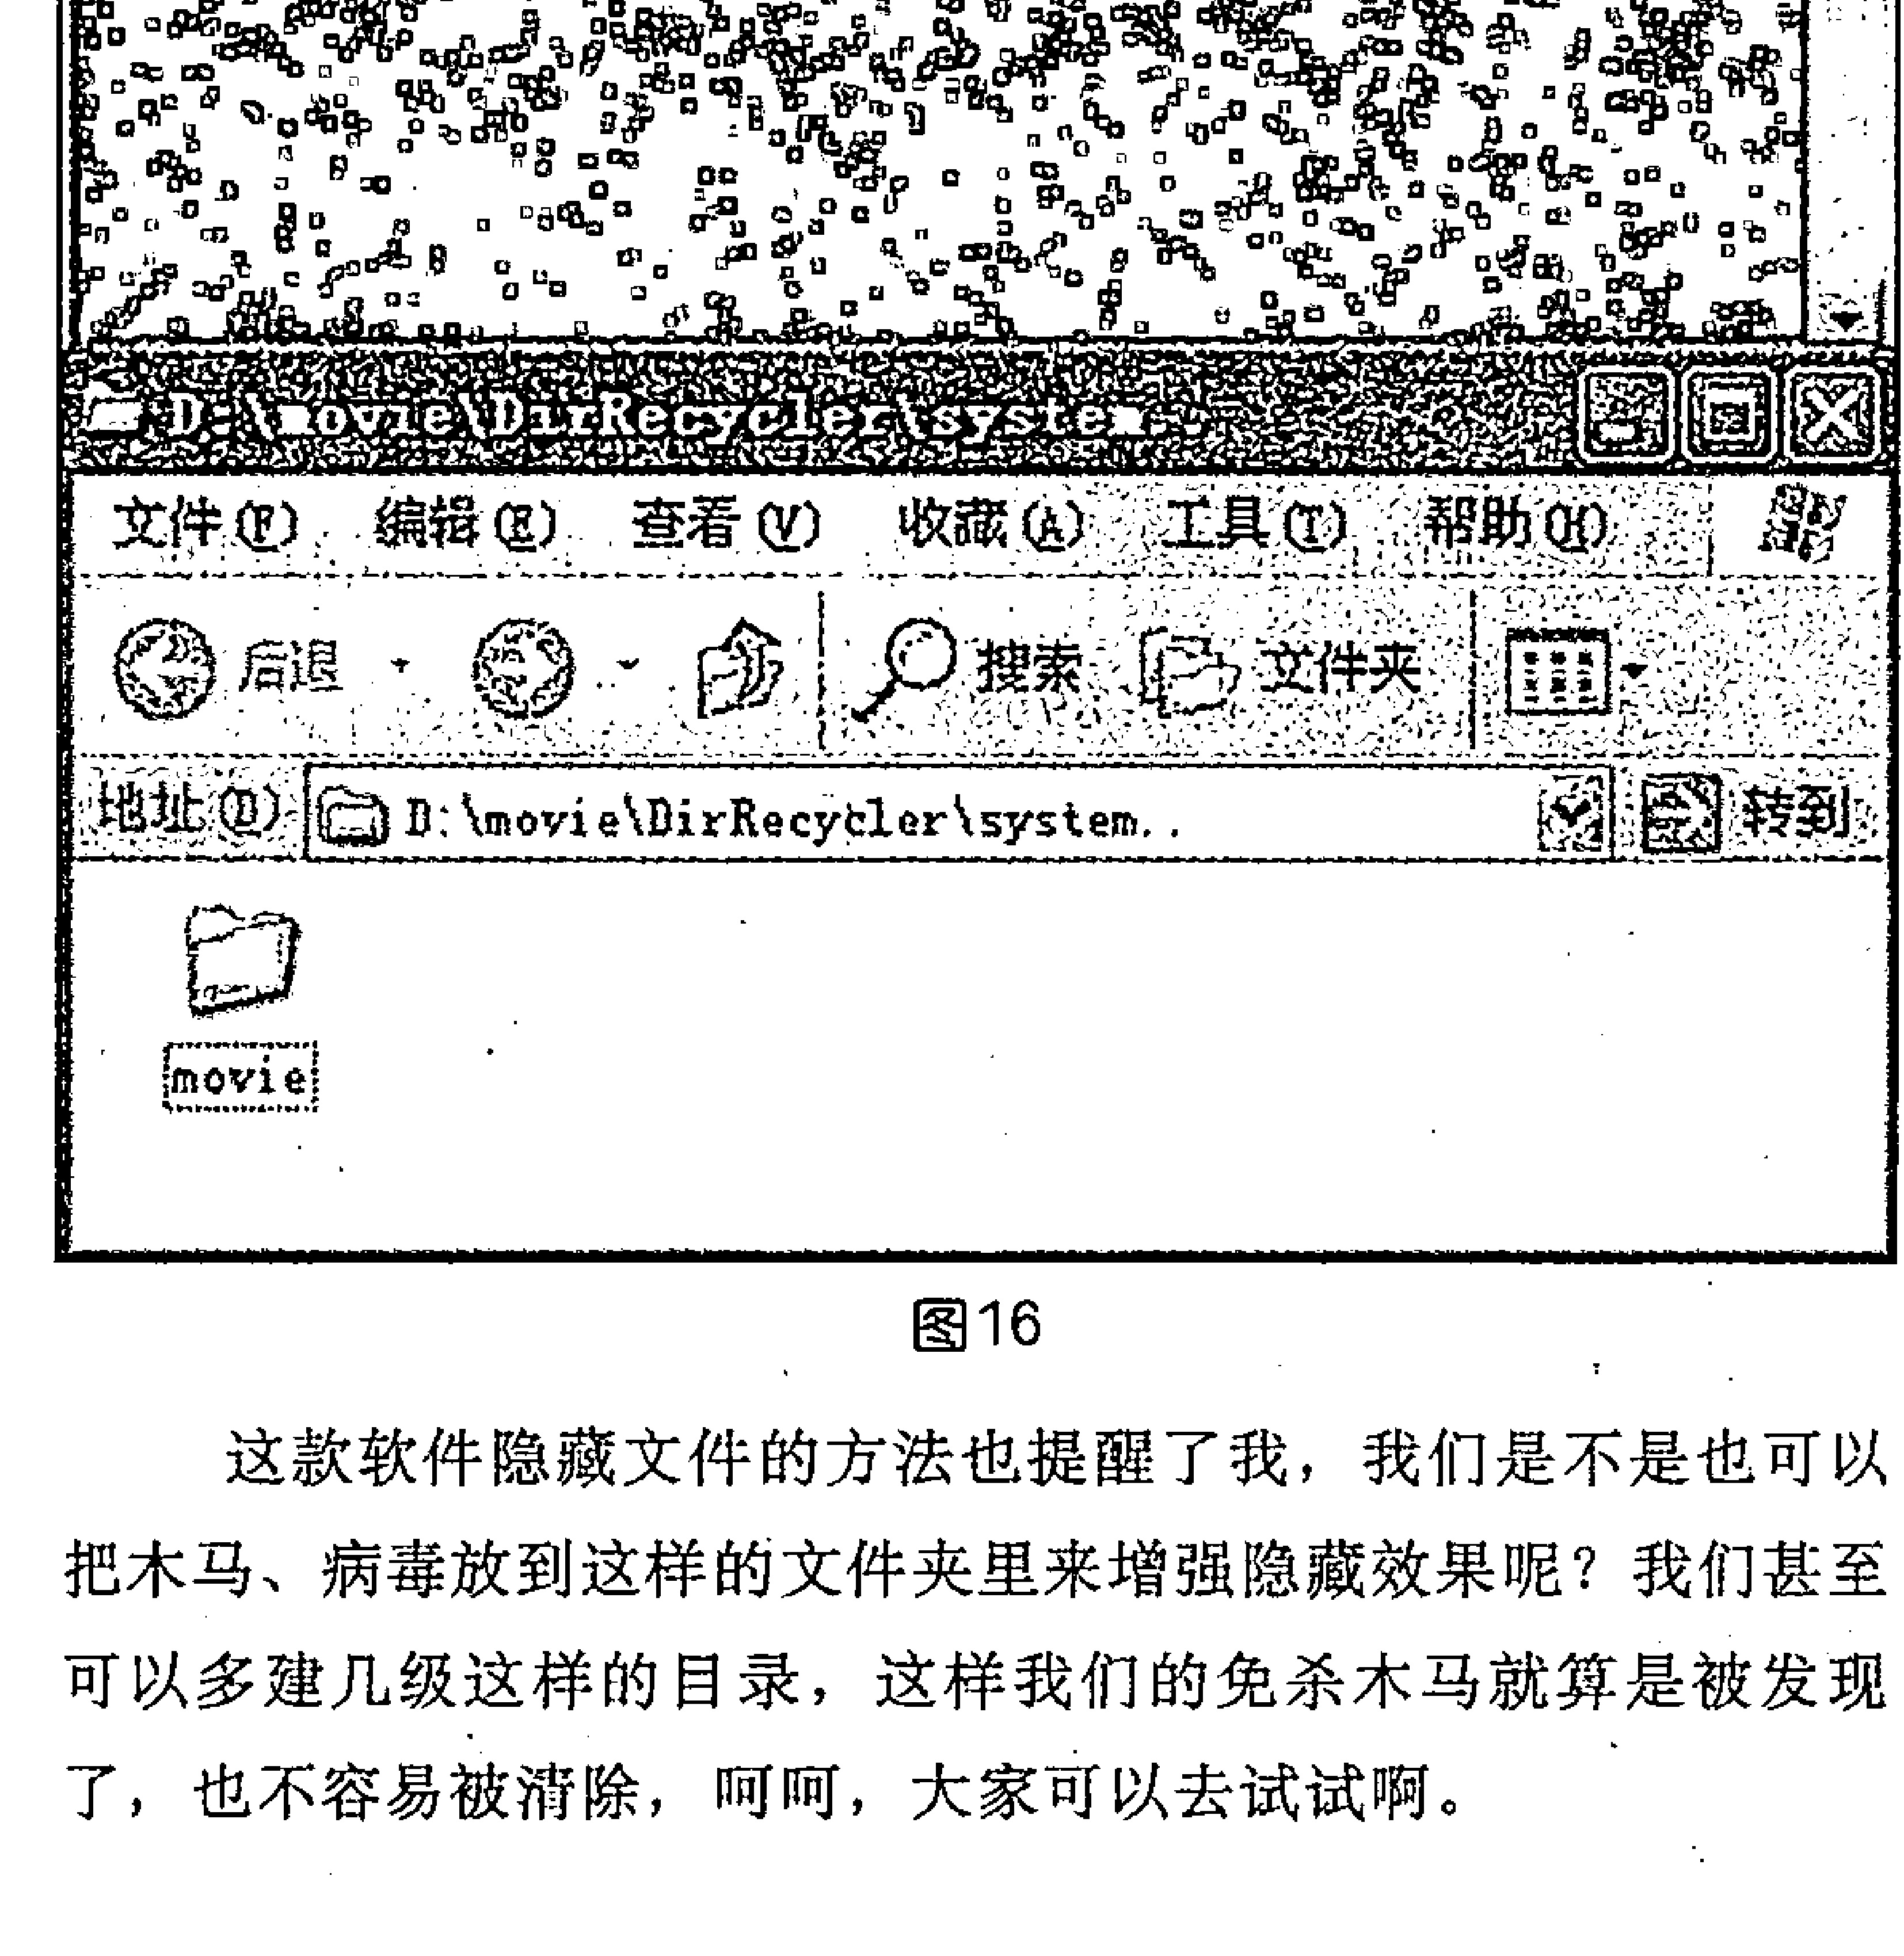 D:\movie\DirRecycler\system..
文件(F) 编辑(E) 查看(V) 收藏(A) 工具(T) 帮助(H)
后退 搜索 文件夹
地址(D) D:\movie\DirRecycler\system.. 转到
movie
图16
这款软件隐藏文件的方法也提醒了我，我们是不是也可以
把木马、病毒放到这样的文件夹里来增强隐藏效果呢？我们甚至
可以多建几级这样的目录，这样我们的免杀木马就算是被发现
了，也不容易被清除，呵呵，大家可以去试试啊。